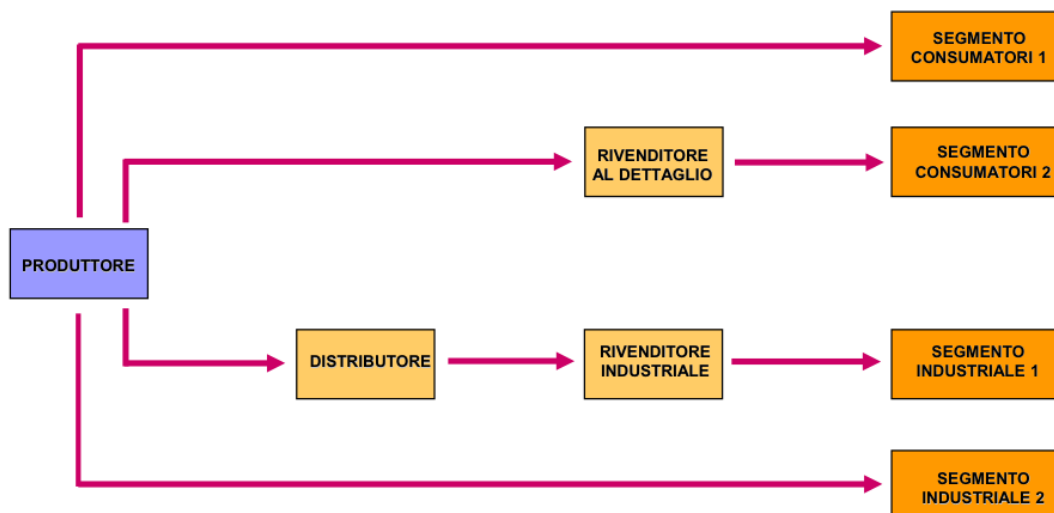 SEGMENTO
CONSUMATORI 1
RIVENDITORE
AL DETTAGLIO
SEGMENTO
CONSUMATORI 2
PRODUTTORE
DISTRIBUTORE
RIVENDITORE
INDUSTRIALE
SEGMENTO
INDUSTRIALE 1
SEGMENTO
INDUSTRIALE 2